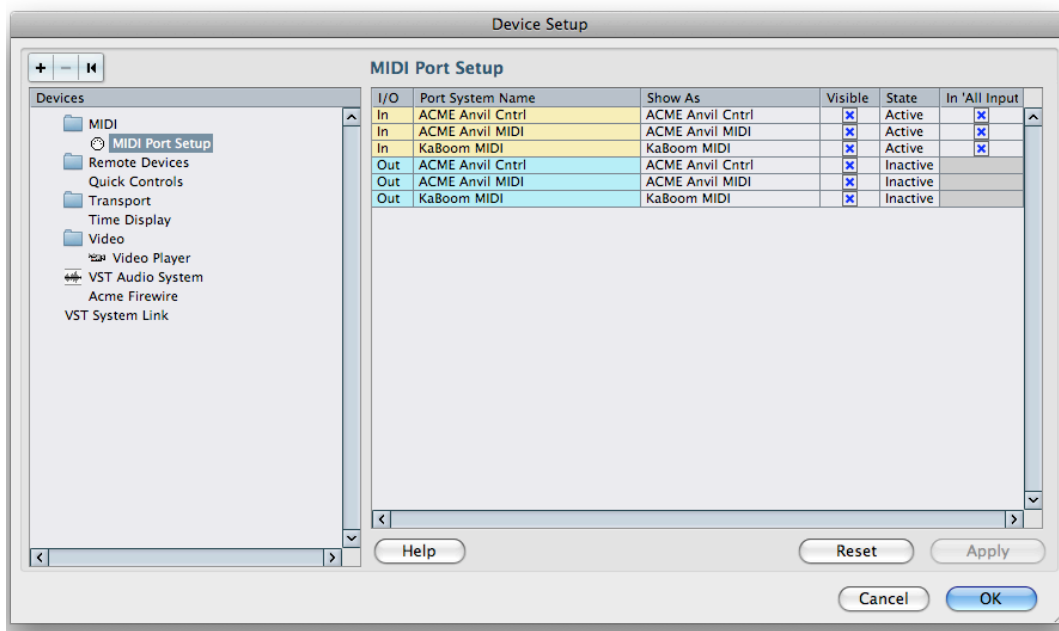 Device Setup
+ −
MIDI Port Setup
Devices
MIDI
MIDI Port Setup
Remote Devices
Quick Controls
Transport
Time Display
Video
Video Player
VST Audio System
Acme Firewire
VST System Link
I/O Port System Name Show As Visible State In 'All Input
In ACME Anvil Cntrl ACME Anvil Cntrl Active
In ACME Anvil MIDI ACME Anvil MIDI Active
In KaBoom MIDI KaBoom MIDI Active
Out ACME Anvil Cntrl ACME Anvil Cntrl Inactive
Out ACME Anvil MIDI ACME Anvil MIDI Inactive
Out KaBoom MIDI KaBoom MIDI Inactive
Help Reset Apply
Cancel OK